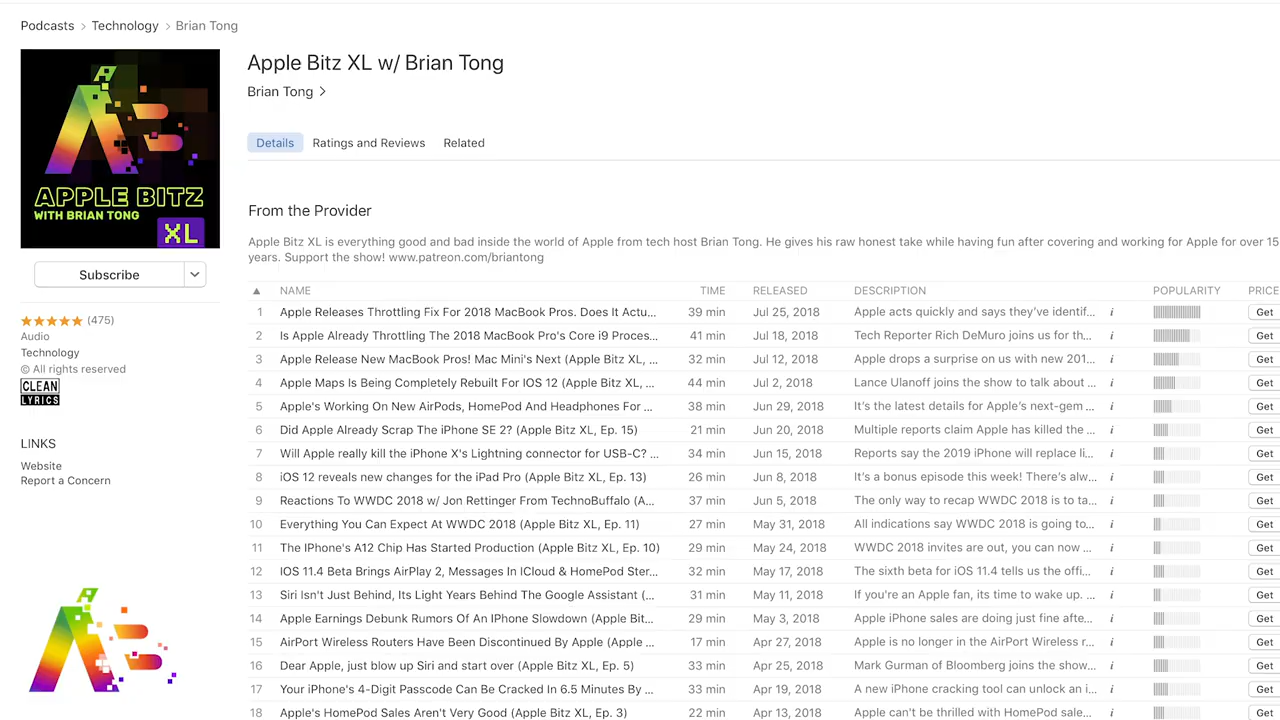 Podcasts > Technology > Brian Tong
APPLE BITZ
WITH BRIAN TONG
XL
Subscribe
(475)
Audio
Technology
© All rights reserved
CLEAN
LYRICS
LINKS
Website
Report a Concern
Apple Bitz XL w/ Brian Tong
Brian Tong >
Details Ratings and Reviews Related
From the Provider
Apple Bitz XL is everything good and bad inside the world of Apple from tech host Brian Tong. He gives his raw honest take while having fun after covering and working for Apple for over 15
years. Support the show! www.patreon.com/briantong
NAME TIME RELEASED DESCRIPTION POPULARITY PRICE
1 Apple Releases Throttling Fix For 2018 MacBook Pros. Does It Actu... 39 min Jul 25, 2018 Apple acts quickly and says they've identif... i Get
2 Is Apple Already Throttling The 2018 MacBook Pro's Core i9 Proces... 41 min Jul 18, 2018 Tech Reporter Rich DeMuro joins us for th... i Get
3 Apple Release New MacBook Pros! Mac Mini's Next (Apple Bitz XL, ... 32 min Jul 12, 2018 Apple drops a surprise on us with new 201... i Get
4 Apple Maps Is Being Completely Rebuilt For IOS 12 (Apple Bitz XL, ... 44 min Jul 2, 2018 Lance Ulanoff joins the show to talk about ... i Get
5 Apple's Working On New AirPods, HomePod And Headphones For ... 38 min Jun 29, 2018 It's the latest details for Apple's next-gem ... i Get
6 Did Apple Already Scrap The iPhone SE 2? (Apple Bitz XL, Ep. 15) 21 min Jun 20, 2018 Multiple reports claim Apple has killed the ... i Get
7 Will Apple really kill the iPhone X's Lightning connector for USB-C? ... 34 min Jun 15, 2018 Reports say the 2019 iPhone will replace li... i Get
8 iOS 12 reveals new changes for the iPad Pro (Apple Bitz XL, Ep. 13) 26 min Jun 8, 2018 It's a bonus episode this week! There's alw... i Get
9 Reactions To WWDC 2018 w/ Jon Rettinger From TechnoBuffalo (A... 37 min Jun 5, 2018 The only way to recap WWDC 2018 is to ta... i Get
10 Everything You Can Expect At WWDC 2018 (Apple Bitz XL, Ep. 11) 27 min May 31, 2018 All indications say WWDC 2018 is going to... i Get
11 The IPhone's A12 Chip Has Started Production (Apple Bitz XL, Ep. 10) 29 min May 24, 2018 WWDC 2018 invites are out, you can now ... i Get
12 IOS 11.4 Beta Brings AirPlay 2, Messages In ICloud & HomePod Ster... 32 min May 17, 2018 The sixth beta for iOS 11.4 tells us the offi... i Get
13 Siri Isn't Just Behind, Its Light Years Behind The Google Assistant (... 31 min May 11, 2018 If you're an Apple fan, its time to wake up. ... i Get
14 Apple Earnings Debunk Rumors Of An IPhone Slowdown (Apple Bit... 29 min May 3, 2018 Apple iPhone sales are doing just fine afte... i Get
15 AirPort Wireless Routers Have Been Discontinued By Apple (Apple ... 17 min Apr 27, 2018 Apple is no longer in the AirPort Wireless r... i Get
16 Dear Apple, just blow up Siri and start over (Apple Bitz XL, Ep. 5) 33 min Apr 25, 2018 Mark Gurman of Bloomberg joins the show... i Get
17 Your iPhone's 4-Digit Passcode Can Be Cracked In 6.5 Minutes By ... 33 min Apr 19, 2018 A new iPhone cracking tool can unlock an i... i Get
18 Apple's HomePod Sales Aren't Very Good (Apple Bitz XL, Ep. 3) 22 min Apr 13, 2018 Apple can't be thrilled with HomePod sale... i Get